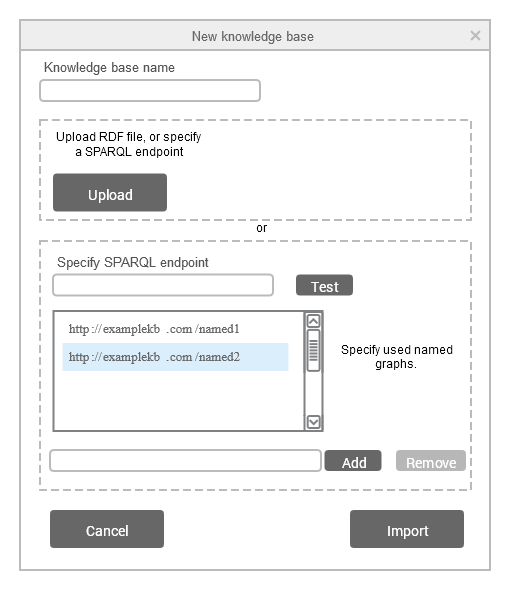 New knowledge base
Knowledge base name
Upload RDF file, or specify
a SPARQL endpoint
Upload
or
Specify SPARQL endpoint
Test
http://examplekb .com/named1
http://examplekb .com/named2
Specify used named
graphs.
Add
Remove
Cancel
Import